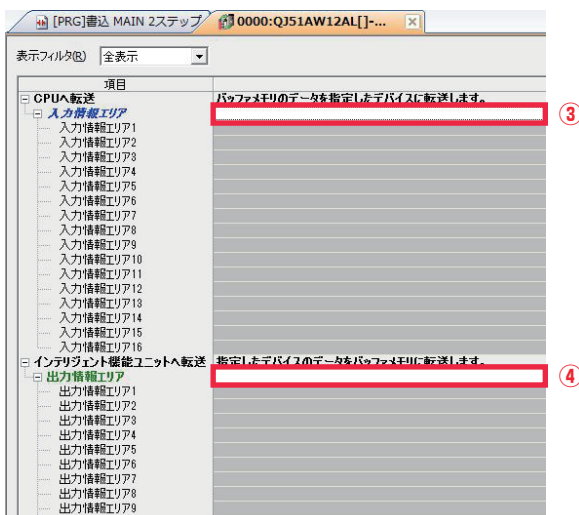 [PRG]書込 MAIN 2ステップ
0000:QJ51AW12AL[]-...
表示フィルタ(R) 全表示
項目
CPUへ転送 バッファメモリのデータを指定したデバイスに転送します。
入力情報エリア
③
入力情報エリア1
入力情報エリア2
入力情報エリア3
入力情報エリア4
入力情報エリア5
入力情報エリア6
入力情報エリア7
入力情報エリア8
入力情報エリア9
入力情報エリア10
入力情報エリア11
入力情報エリア12
入力情報エリア13
入力情報エリア14
入力情報エリア15
入力情報エリア16
インテリジェント機能ユニットへ転送 指定したデバイスのデータをバッファメモリに転送します。
出力情報エリア
④
出力情報エリア1
出力情報エリア2
出力情報エリア3
出力情報エリア4
出力情報エリア5
出力情報エリア6
出力情報エリア7
出力情報エリア8
出力情報エリア9